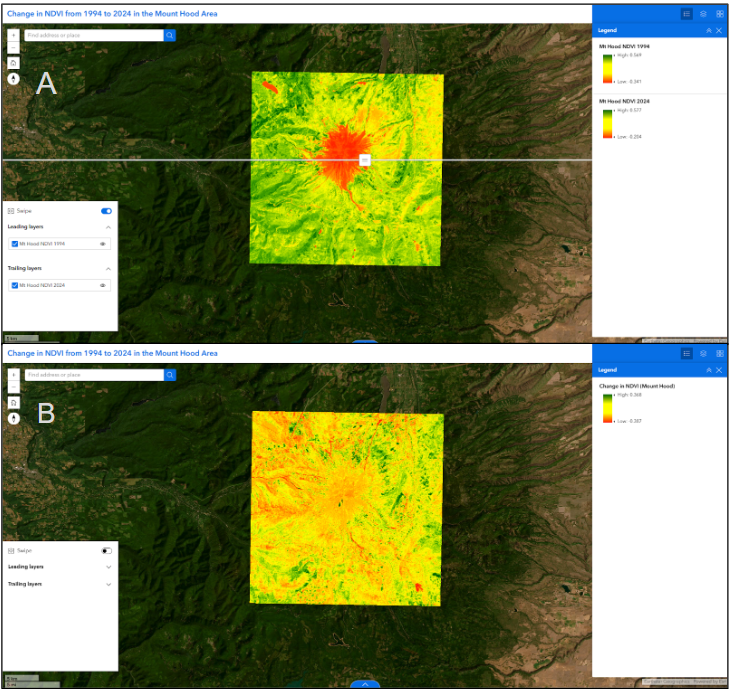 Change in NDVI from 1994 to 2024 in the Mount Hood Area
Find address or place
Legend
A
Mt Hood NDVI 1994
High: 0.569
Low: -0.341
Mt Hood NDVI 2024
High: 0.577
Low: -0.204
Swipe
Leading layers
Mt Hood NDVI 1994
Trailing layers
Mt Hood NDVI 2024
Change in NDVI from 1994 to 2024 in the Mount Hood Area
Find address or place
Legend
B
Change in NDVI (Mount Hood)
High: 0.368
Low: -0.387
Swipe
Leading layers
Trailing layers